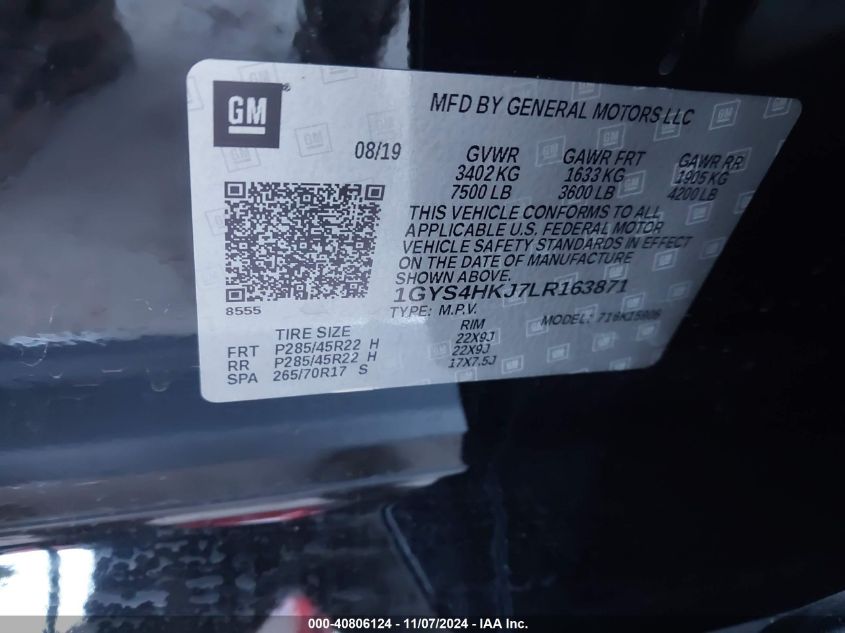 GM ®
MFD BY GENERAL MOTORS LLC
08/19 GVWR GAWR FRT GAWR RR
3402 KG 1633 KG 1905 KG
7500 LB 3600 LB 4200 LB
THIS VEHICLE CONFORMS TO ALL
APPLICABLE U.S. FEDERAL MOTOR
VEHICLE SAFETY STANDARDS IN EFFECT
ON THE DATE OF MANUFACTURE
SHOWN ABOVE.
1GYS4HKJ7LR163871
8555 TYPE: M.P.V. MODEL:
TIRE SIZE RIM
FRT P285/45R22 H 22X9J
RR P285/45R22 H 22X9J
SPA 265/70R17 S 17X7.5J
000-40806124 - 11/07/2024 - IAA Inc.